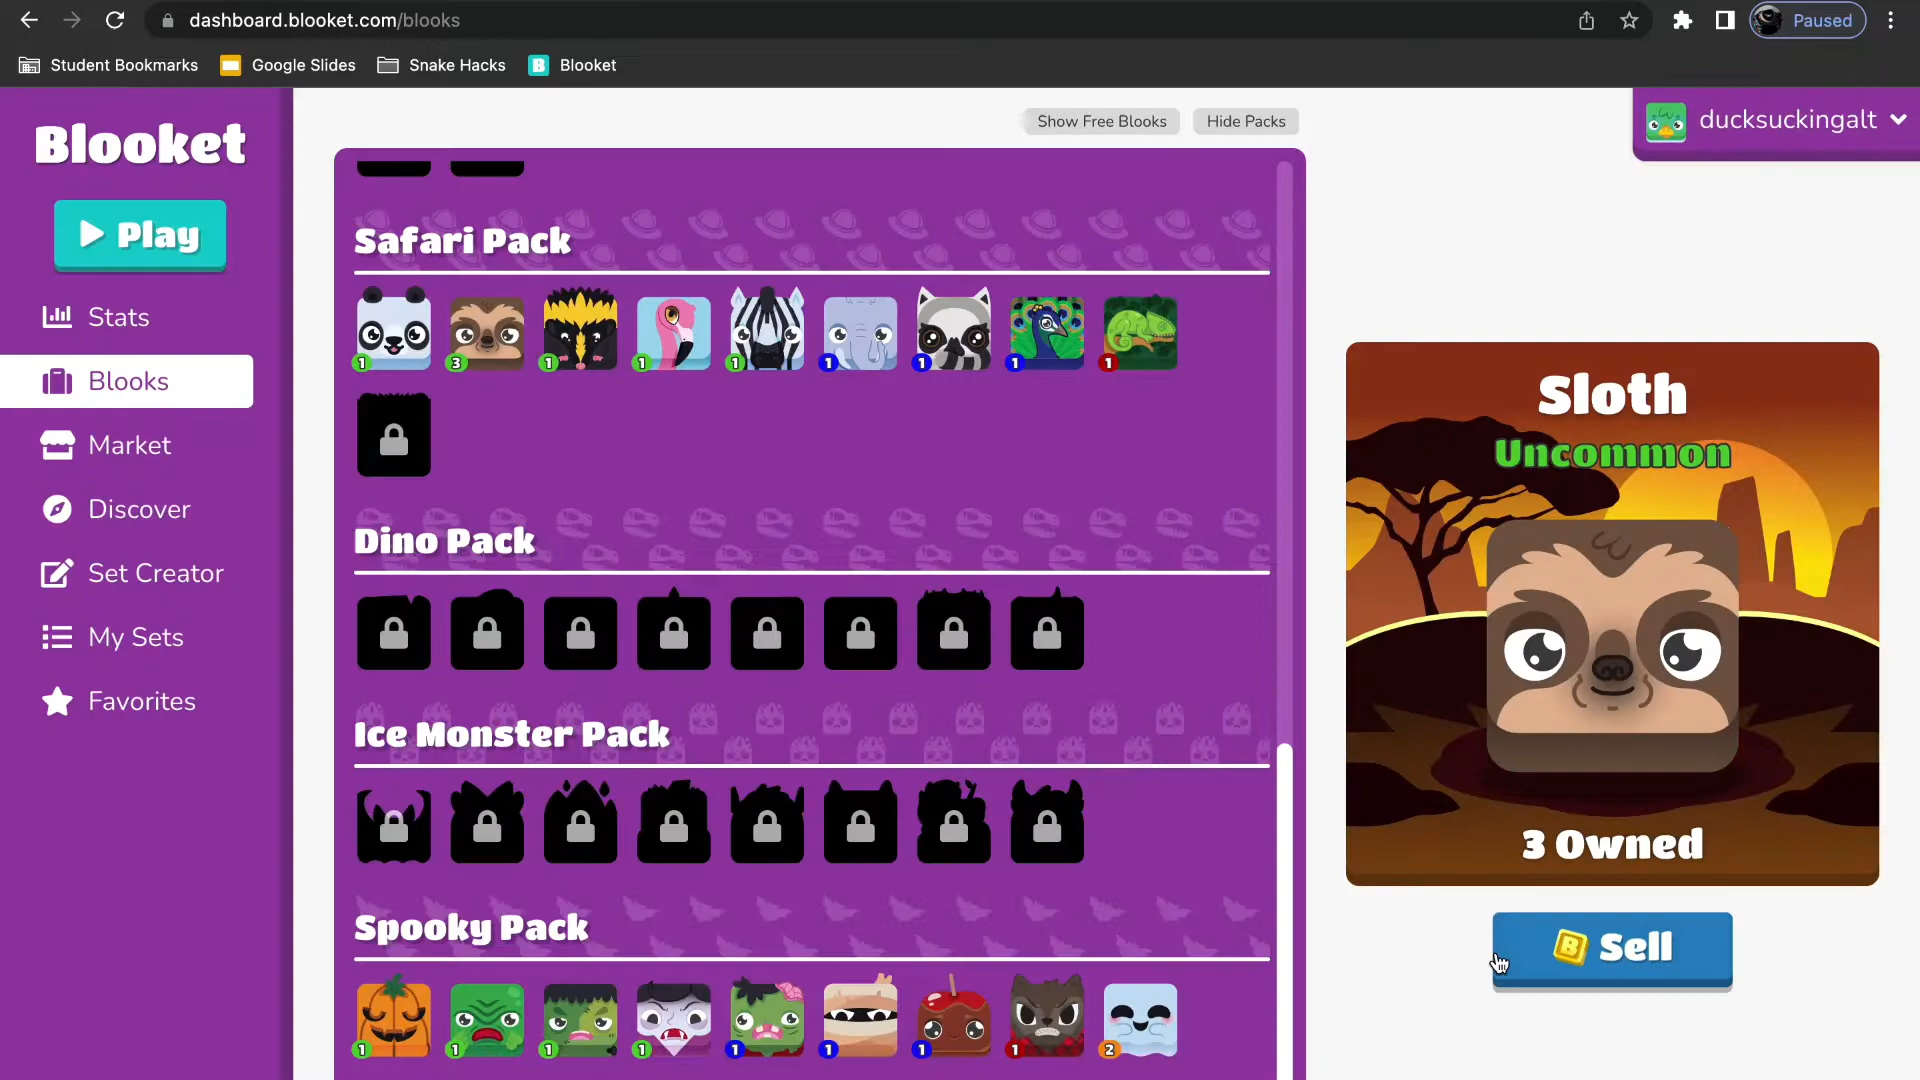 dashboard.blooket.com/blooks
Paused
Student Bookmarks
Google Slides
Snake Hacks
B
Blooket
Blooket
Play
Stats
Blooks
Market
Discover
Set Creator
My Sets
Favorites
Show Free Blooks
Hide Packs
ducksuckingalt
Safari Pack
1 3 1 1 1 1 1 1 1
Dino Pack
Ice Monster Pack
Spooky Pack
1 1 1 1 1 1 1 1 2
Sloth
Uncommon
3 Owned
B Sell